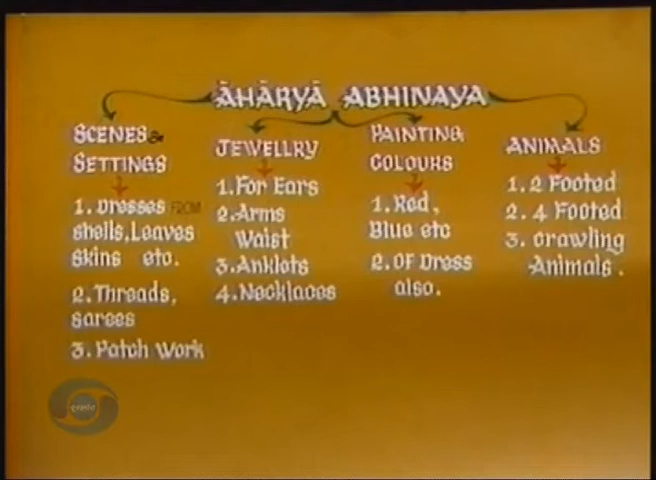 ĀHĀRYĀ ABHINAYA
SCENES &
SETTINGS
1. Dresses FROM
shells, Leaves
Skins etc.
2. Threads,
sarees
3. Patch Work
JEWELLRY
1. For Ears
2. Arms
Waist
3. Anklets
4. Necklaces
PAINTING
COLOURS
1. Red,
Blue etc
2. OF Dress
also.
ANIMALS
1. 2 Footed
2. 4 Footed
3. Crawling
Animals.